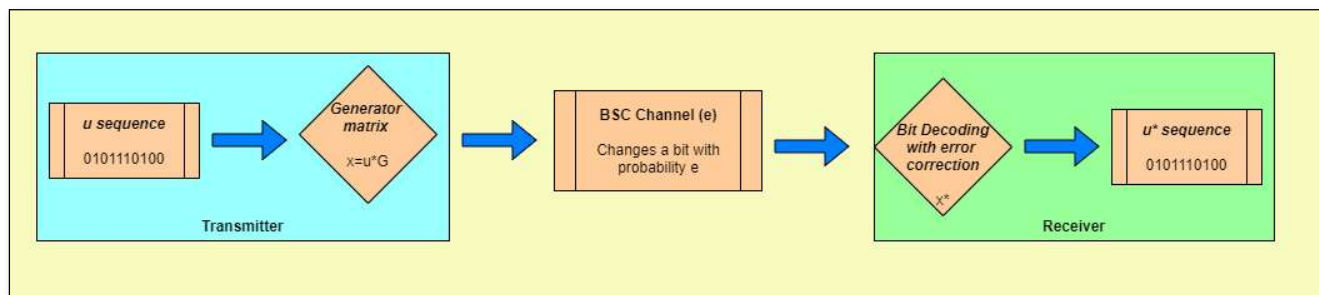 u sequence
0101110100
Generator
matrix
x=u*G
Transmitter
BSC Channel (e)
Changes a bit with
probability e
Bit Decoding
with error
correction
x*
u* sequence
0101110100
Receiver